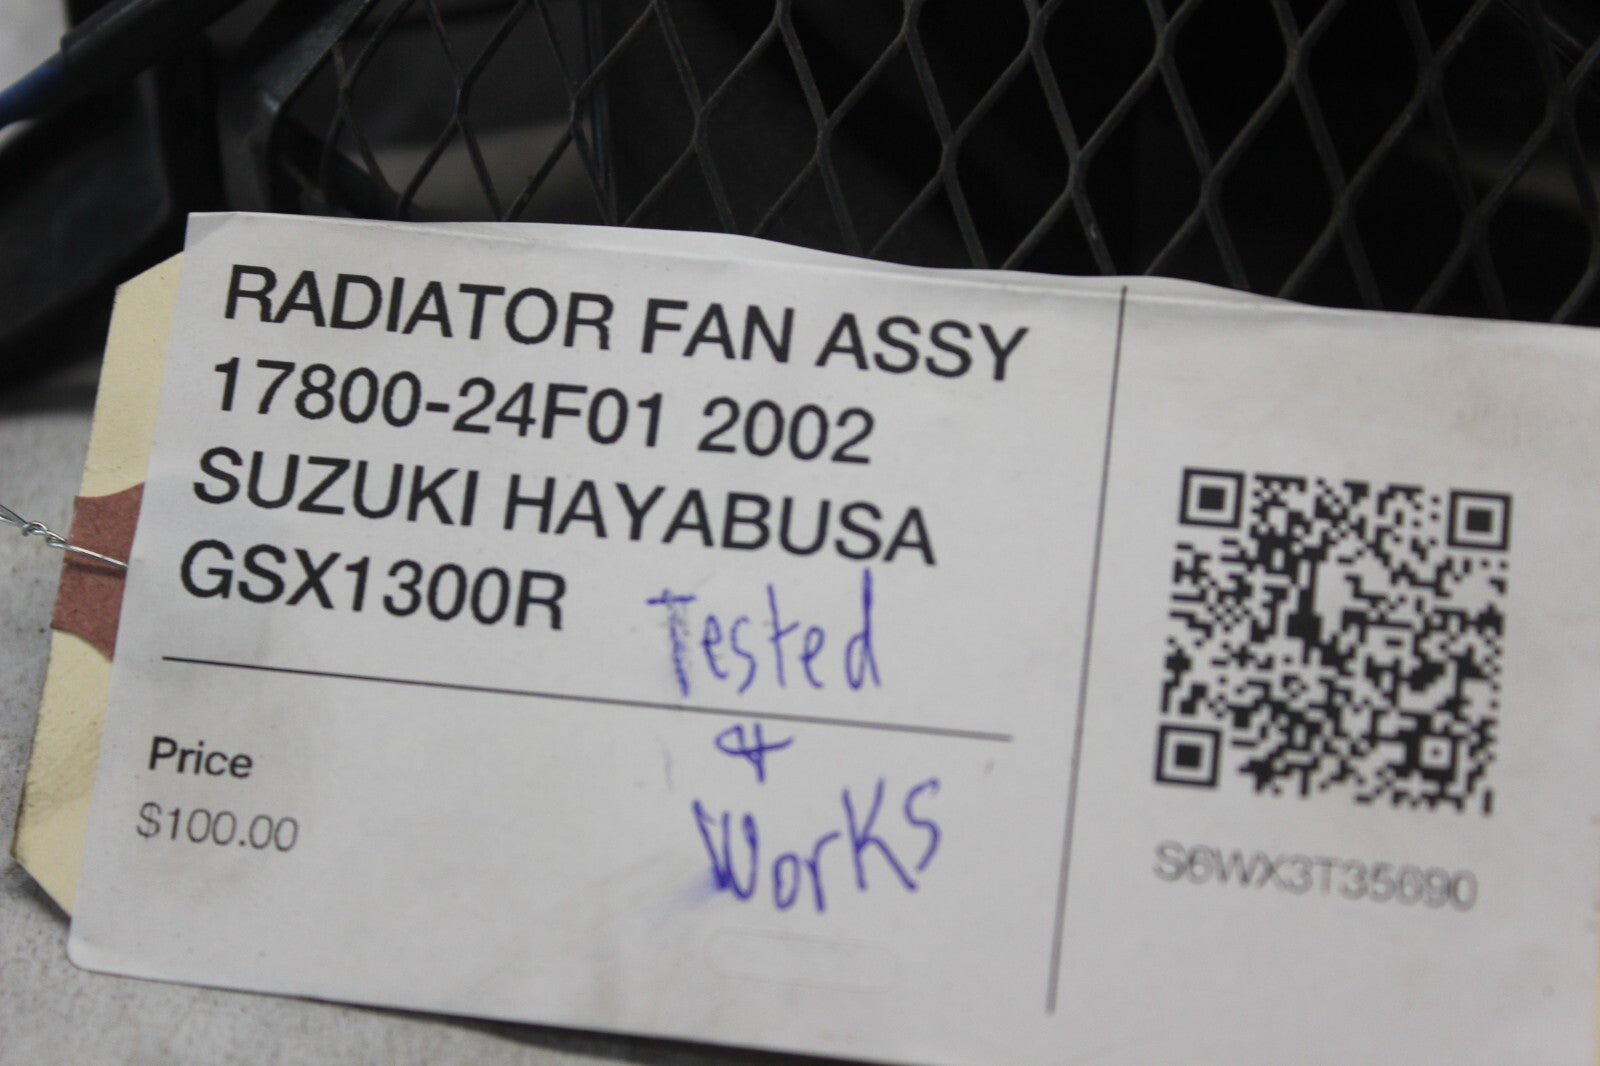 RADIATOR FAN ASSY
17800-24F01 2002
SUZUKI HAYABUSA
GSX1300R
Tested
&
Works
Price
$100.00
S6WX3T35690